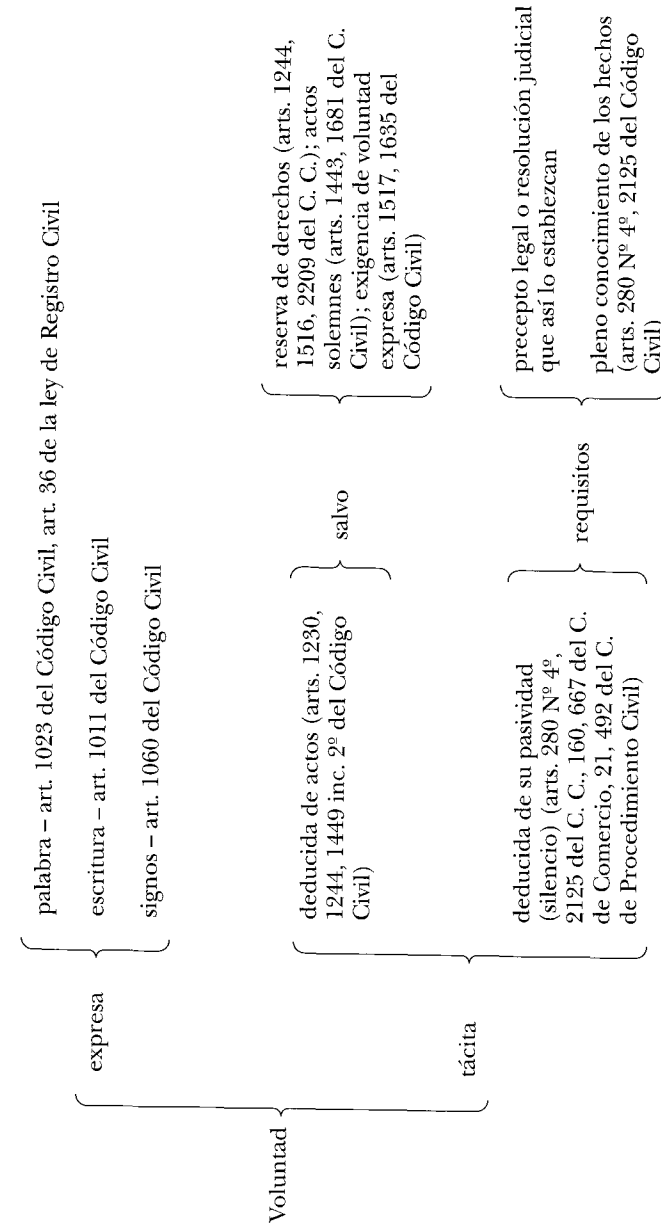 Voluntad
expresa
palabra – art. 1023 del Código Civil, art. 36 de la ley de Registro Civil
escritura – art. 1011 del Código Civil
signos – art. 1060 del Código Civil
tácita
deducida de actos (arts. 1230,
1244, 1449 inc. 2º del Código
Civil)
salvo
reserva de derechos (arts. 1244,
1516, 2209 del C. C.); actos
solemnes (arts. 1443, 1681 del C.
Civil); exigencia de voluntad
expresa (arts. 1517, 1635 del
Código Civil)
deducida de su pasividad
(silencio) (arts. 280 Nº 4º,
2125 del C. C., 160, 667 del C.
de Comercio, 21, 492 del C.
de Procedimiento Civil)
requisitos
precepto legal o resolución judicial
que así lo establezcan
pleno conocimiento de los hechos
(arts. 280 Nº 4º, 2125 del Código
Civil)